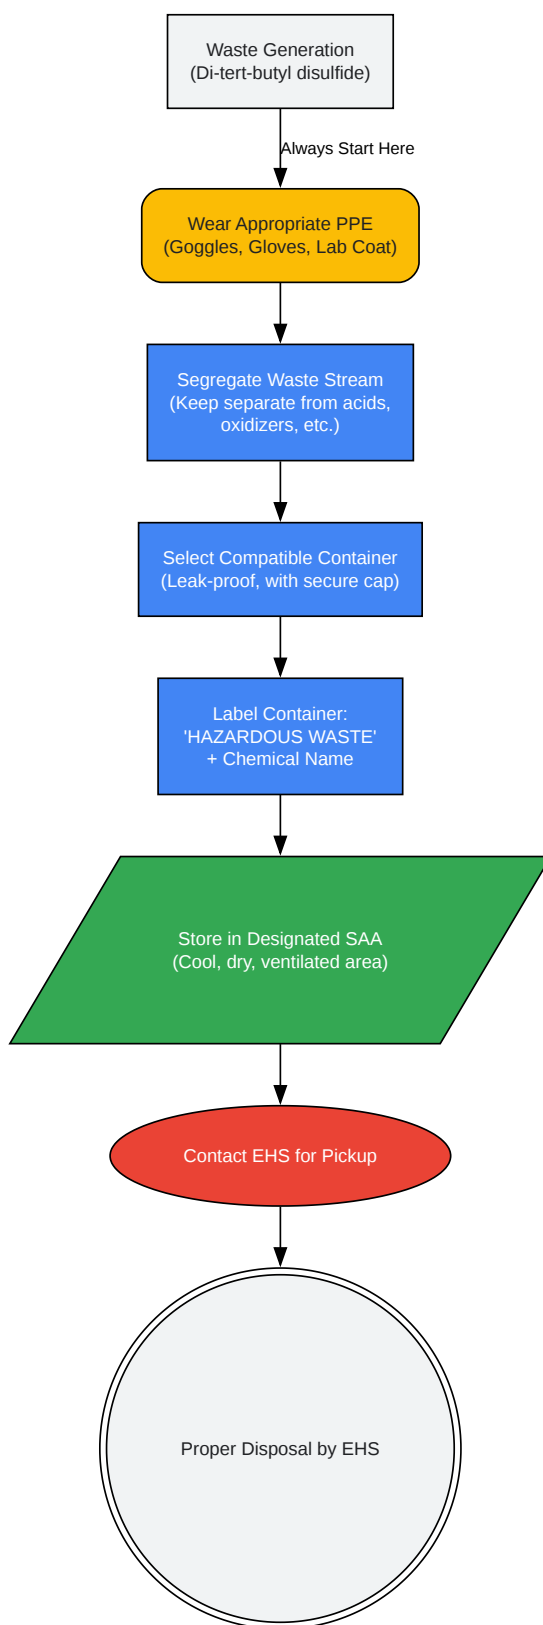 Waste Generation
(Di-tert-butyl disulfide)
Always Start Here
Wear Appropriate PPE
(Goggles, Gloves, Lab Coat)
Segregate Waste Stream
(Keep separate from acids,
oxidizers, etc.)
Select Compatible Container
(Leak-proof, with secure cap)
Label Container:
'HAZARDOUS WASTE'
+ Chemical Name
Store in Designated SAA
(Cool, dry, ventilated area)
Contact EHS for Pickup
Proper Disposal by EHS